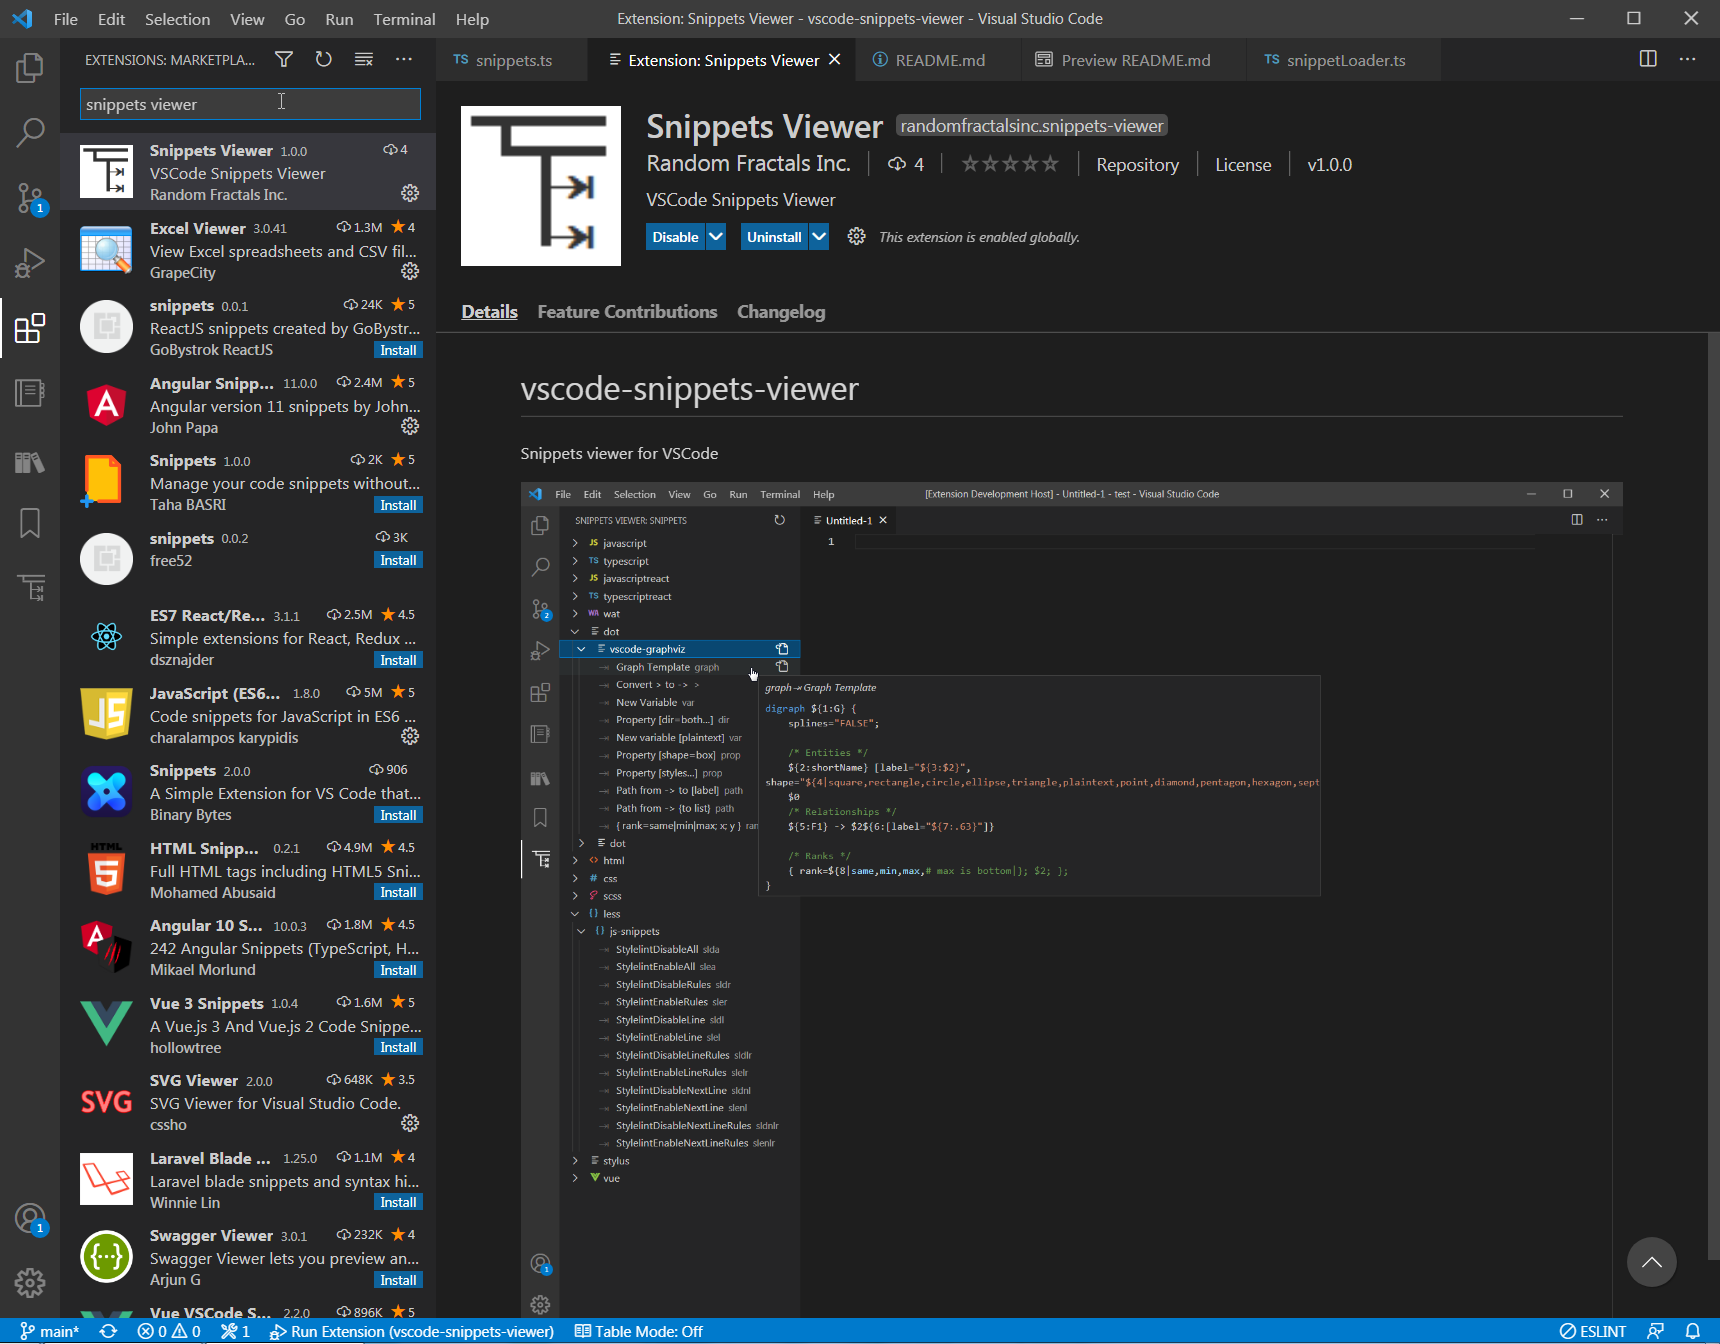 File Edit Selection View Go Run Terminal Help
Extension: Snippets Viewer - vscode-snippets-viewer - Visual Studio Code
EXTENSIONS: MARKETPLA...
snippets viewer
Snippets Viewer 1.0.0 4
VSCode Snippets Viewer
Random Fractals Inc.
Excel Viewer 3.0.41 1.3M 4
View Excel spreadsheets and CSV fil...
GrapeCity
snippets 0.0.1 24K 5
ReactJS snippets created by GoBystr...
GoBystrok ReactJS Install
Angular Snipp... 11.0.0 2.4M 5
Angular version 11 snippets by John...
John Papa
Snippets 1.0.0 2K 5
Manage your code snippets without...
Taha BASRI Install
snippets 0.0.2 3K
free52 Install
ES7 React/Re... 3.1.1 2.5M 4.5
Simple extensions for React, Redux ...
dsznajder Install
JS
JavaScript (ES6... 1.8.0 5M 5
Code snippets for JavaScript in ES6 ...
charalampos karypidis
Snippets 2.0.0 906
A Simple Extension for VS Code that...
Binary Bytes Install
HTML
5
HTML Snipp... 0.2.1 4.9M 4.5
Full HTML tags including HTML5 Sni...
Mohamed Abusaid Install
A
Angular 10 S... 10.0.3 1.8M 4.5
242 Angular Snippets (TypeScript, H...
Mikael Morlund Install
Vue 3 Snippets 1.0.4 1.6M 5
A Vue.js 3 And Vue.js 2 Code Snippe...
hollowtree Install
SVG
SVG Viewer 2.0.0 648K 3.5
SVG Viewer for Visual Studio Code.
cssho
Laravel Blade ... 1.25.0 1.1M 4
Laravel blade snippets and syntax hi...
Winnie Lin Install
{...}
Swagger Viewer 3.0.1 232K 4
Swagger Viewer lets you preview an...
Arjun G Install
Vue VSCode S... 2.2.0 896K 5
1
1
TS snippets.ts
Extension: Snippets Viewer
README.md
Preview README.md
TS snippetLoader.ts
Snippets Viewer randomfractalsinc.snippets-viewer
Random Fractals Inc. 4 Repository License v1.0.0
VSCode Snippets Viewer
Disable Uninstall This extension is enabled globally.
Details Feature Contributions Changelog
vscode-snippets-viewer
Snippets viewer for VSCode
File Edit Selection View Go Run Terminal Help
[Extension Development Host] - Untitled-1 - test - Visual Studio Code
SNIPPETS VIEWER: SNIPPETS
Untitled-1
1
JS javascript
TS typescript
JS javascriptreact
TS typescriptreact
WA wat
dot
vscode-graphviz
Graph Template graph
Convert > to -> >
New Variable var
Property [dir=both...] dir
New variable [plaintext] var
Property [shape=box] prop
Property [styles...] prop
Path from -> to [label] path
Path from -> {to list} path
{ rank=same|min|max; x; y } ran
dot
<> html
# css
scss
{} less
{} js-snippets
StylelintDisableAll slda
StylelintEnableAll slea
StylelintDisableRules sldr
StylelintEnableRules sler
StylelintDisableLine sldl
StylelintEnableLine slel
StylelintDisableLineRules sldlr
StylelintEnableLineRules slelr
StylelintDisableNextLine sldnl
StylelintEnableNextLine slenl
StylelintDisableNextLineRules sldnlr
StylelintEnableNextLineRules slenlr
stylus
vue
2
1
graph⇥Graph Template
digraph ${1:G} {
splines="FALSE";
/* Entities */
${2:shortName} [label="${3:$2}",
shape="${4|square,rectangle,circle,ellipse,triangle,plaintext,point,diamond,pentagon,hexagon,sept
$0
/* Relationships */
${5:F1} -> $2${6:[label="${7:.63}"]}
/* Ranks */
{ rank=${8|same,min,max,# max is bottom|}; $2; };
}
main* 0 0 1 Run Extension (vscode-snippets-viewer) Table Mode: Off ESLINT